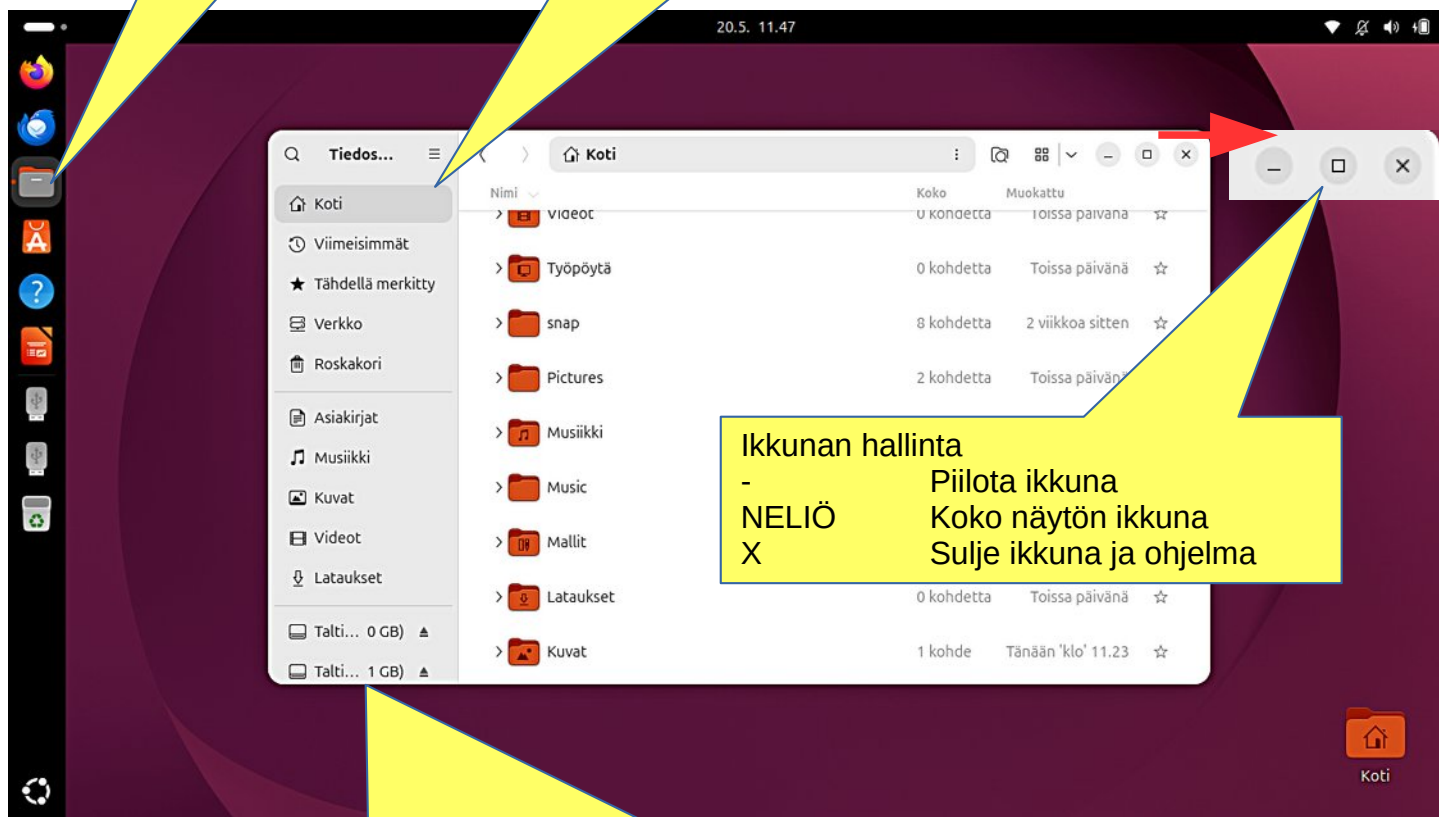 20.5. 11.47
Tiedos...
Koti
Nimi
Koko
Muokattu
Koti
Viimeisimmät
Tähdellä merkitty
Verkko
Roskakori
Asiakirjat
Musiikki
Kuvat
Videot
Lataukset
Talti... 0 GB)
Talti... 1 GB)
Videot 0 kohdetta Toissa päivänä
Työpöytä 0 kohdetta Toissa päivänä
snap 8 kohdetta 2 viikkoa sitten
Pictures 2 kohdetta Toissa päivänä
Musiikki
Music
Mallit
Lataukset 0 kohdetta Toissa päivänä
Kuvat 1 kohde Tänään 'klo' 11.23
Ikkunan hallinta
- Piilota ikkuna
NELIÖ Koko näytön ikkuna
X Sulje ikkuna ja ohjelma
Koti